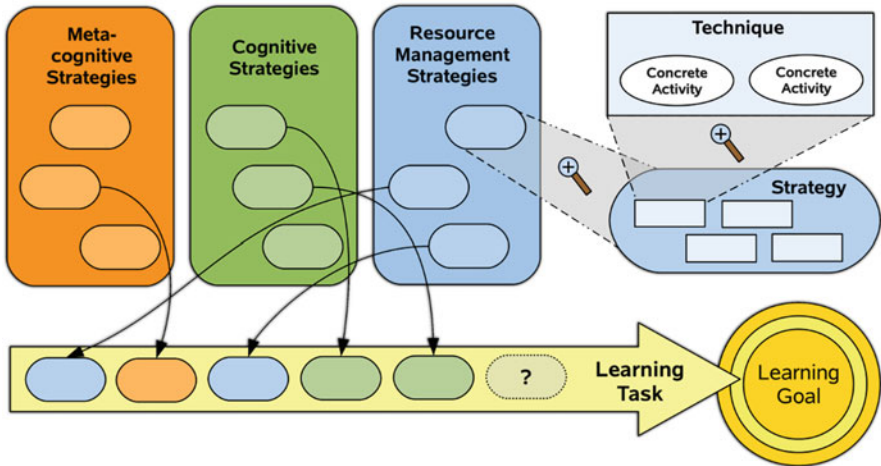 Meta-
cognitive
Strategies
Cognitive
Strategies
Resource
Management
Strategies
Technique
Concrete
Activity
Concrete
Activity
Strategy
?
Learning
Task
Learning
Goal